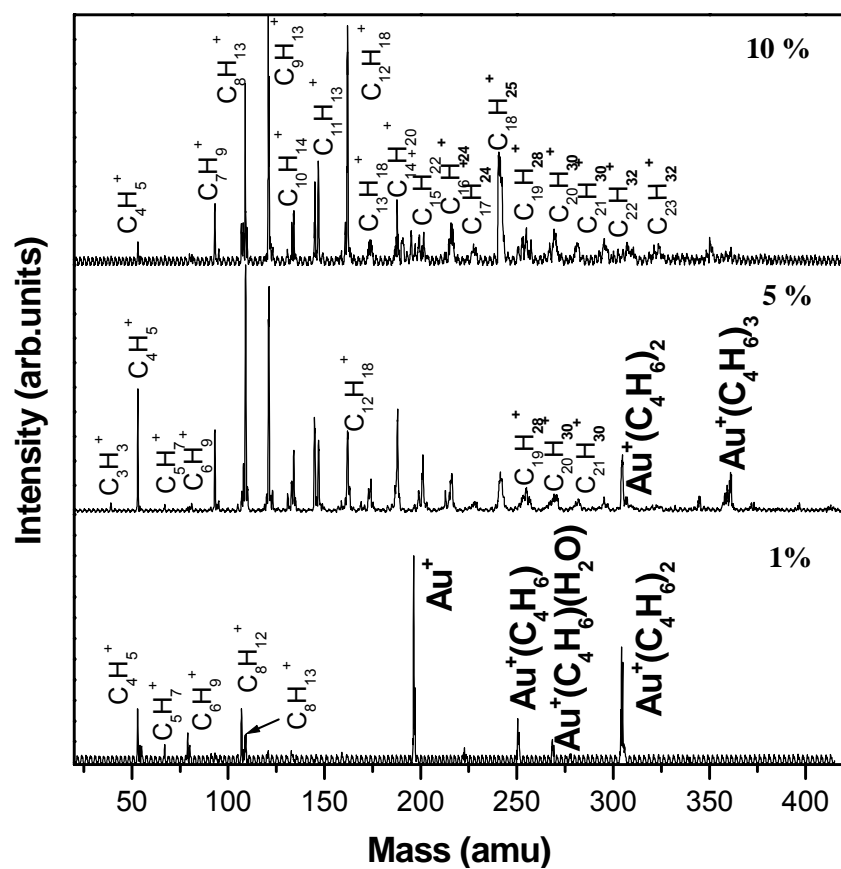 10 %
C4H5+
C7H9+
C8H13+
C9H13+
C10H14+
C11H13+
C12H18+
C13H18+
C14H20+
C15H22+
C16H24+
C17H24+
C18H25+
C19H28+
C20H30+
C21H30+
C22H32+
C23H32+
5 %
C3H3+
C4H5+
C5H7+
C6H9+
C12H18+
C19H28+
C20H30+
C21H30+
Au+(C4H6)2
Au+(C4H6)3
1%
C4H5+
C5H7+
C6H9+
C8H12+
C8H13+
Au+
Au+(C4H6)
Au+(C4H6)(H2O)
Au+(C4H6)2
Intensity (arb.units)
50 100 150 200 250 300 350 400
Mass (amu)